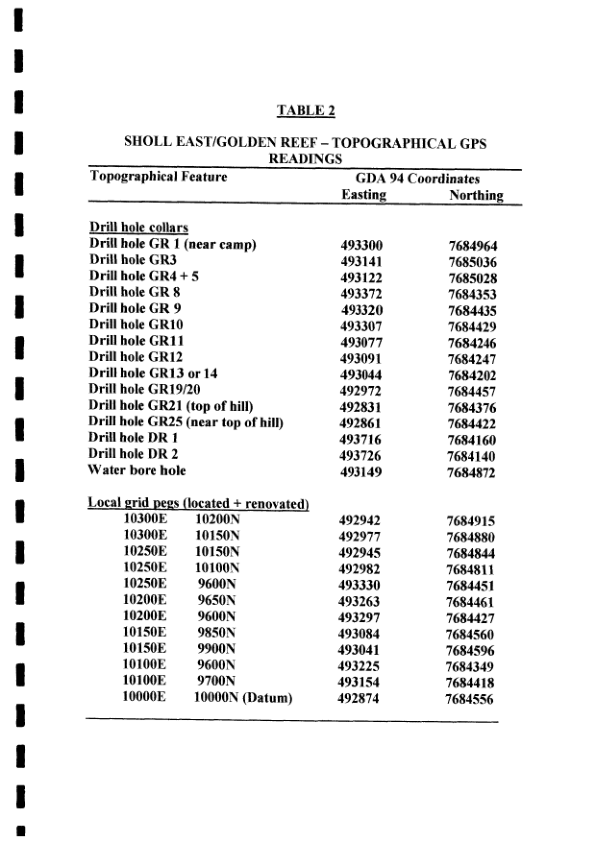 TABLE 2
SHOLL EAST/GOLDEN REEF – TOPOGRAPHICAL GPS
READINGS
Topographical Feature GDA 94 Coordinates
Easting Northing
Drill hole collars
Drill hole GR 1 (near camp) 493300 7684964
Drill hole GR3 493141 7685036
Drill hole GR4 + 5 493122 7685028
Drill hole GR 8 493372 7684353
Drill hole GR 9 493320 7684435
Drill hole GR10 493307 7684429
Drill hole GR11 493077 7684246
Drill hole GR12 493091 7684247
Drill hole GR13 or 14 493044 7684202
Drill hole GR19/20 492972 7684457
Drill hole GR21 (top of hill) 492831 7684376
Drill hole GR25 (near top of hill) 492861 7684422
Drill hole DR 1 493716 7684160
Drill hole DR 2 493726 7684140
Water bore hole 493149 7684872
Local grid pegs (located + renovated)
10300E 10200N 492942 7684915
10300E 10150N 492977 7684880
10250E 10150N 492945 7684844
10250E 10100N 492982 7684811
10250E 9600N 493330 7684451
10200E 9650N 493263 7684461
10200E 9600N 493297 7684427
10150E 9850N 493084 7684560
10150E 9900N 493041 7684596
10100E 9600N 493225 7684349
10100E 9700N 493154 7684418
10000E 10000N (Datum) 492874 7684556